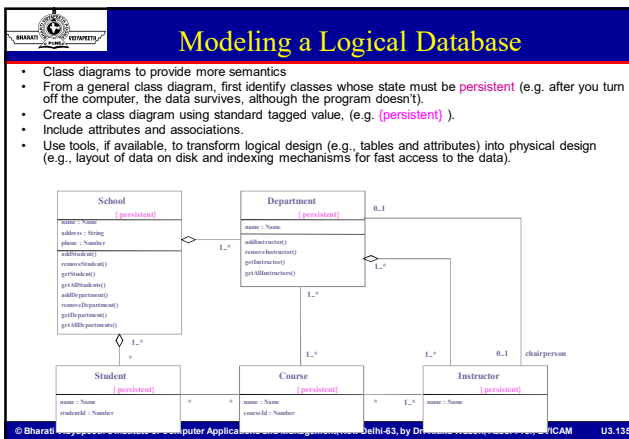 BHARATI VIDYAPEETH
PUNE
Modeling a Logical Database
• Class diagrams to provide more semantics
• From a general class diagram, first identify classes whose state must be persistent (e.g. after you turn
off the computer, the data survives, although the program doesn't).
• Create a class diagram using standard tagged value, (e.g. {persistent} ).
• Include attributes and associations.
• Use tools, if available, to transform logical design (e.g., tables and attributes) into physical design
(e.g., layout of data on disk and indexing mechanisms for fast access to the data).
School
{ persistent}
name : Name
address : String
phone : Number
addStudent()
removeStudent()
getStudent()
getAllStudents()
addDepartment()
removeDepartment()
getDepartment()
getAllDepartments()
1..*
Department
{ persistent}
name : Name
addInstructor()
removeInstructor()
getInstructor()
getAllInstructors()
0..1
1..*
1..*
1..*
*
1..*
1..*
0..1 chairperson
Student
{ persistent}
name : Name
studentId : Number
* *
Course
{ persistent}
name : Name
courseId : Number
* 1..*
Instructor
{ persistent}
name : Name
© Bharati Computer Delhi-63, by U3.135